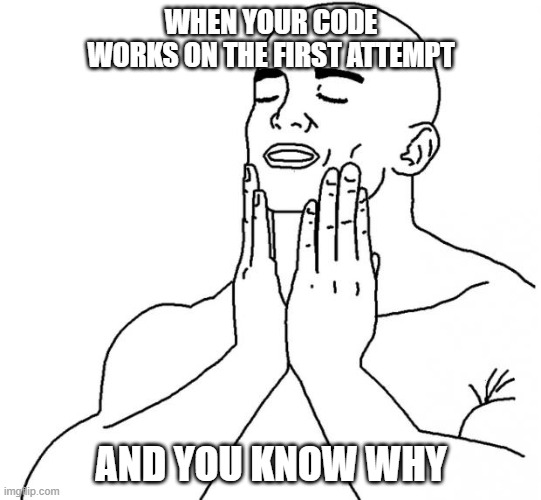 WHEN YOUR CODE
WORKS ON THE FIRST ATTEMPT
AND YOU KNOW WHY
imgflip.com